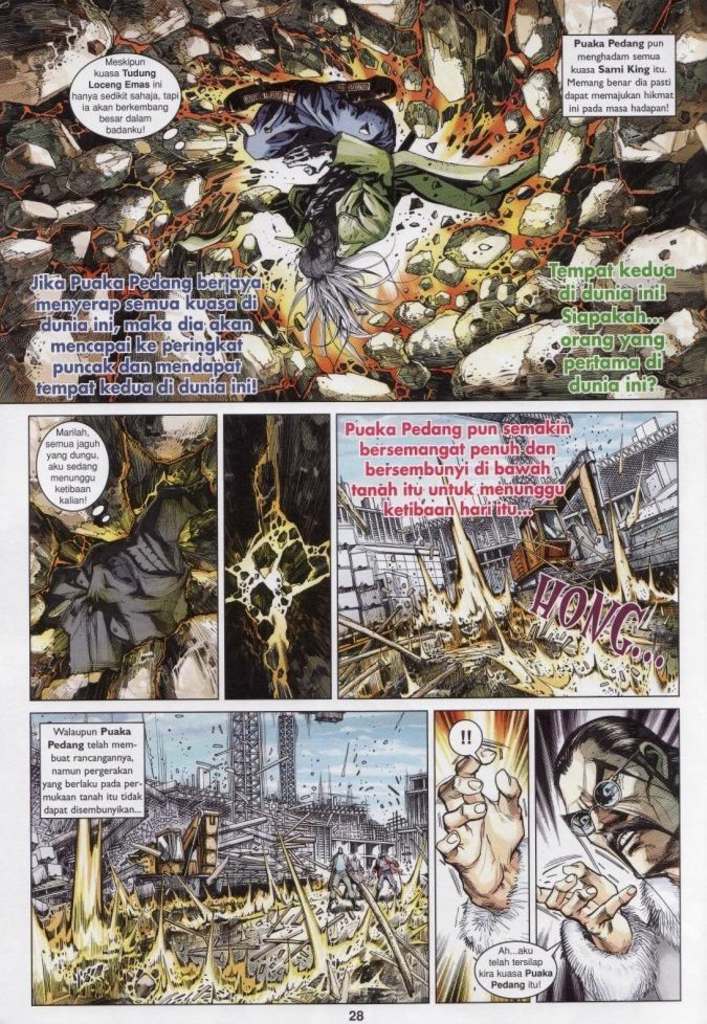 Meskipun
kuasa Tudung
Loceng Emas ini
hanya sedikit sahaja, tapi
ia akan berkembang
besar dalam
badanku!
Puaka Pedang pun
menghadam semua
kuasa Sami King itu.
Memang benar dia pasti
dapat memajukan hikmat
ini pada masa hadapan!
Jika Puaka Pedang berjaya
menyerap semua kuasa di
dunia ini, maka dia akan
mencapai ke peringkat
puncak dan mendapat
tempat kedua di dunia ini!
Tempat kedua
di dunia ini!
Siapakah...
orang yang
pertama di
dunia ini?
Marilah,
semua jaguh
yang dungu,
aku sedang
menunggu
ketibaan
kalian!
Puaka Pedang pun semakin
bersemangat penuh dan
bersembunyi di bawah
tanah itu untuk menunggu
ketibaan hari itu...
HONG...
Walaupun Puaka
Pedang telah mem-
buat rancangannya,
namun pergerakan
yang berlaku pada per-
mukaan tanah itu tidak
dapat disembunyikan...
!!
Ah...aku
telah tersilap
kira kuasa Puaka
Pedang itu!
28